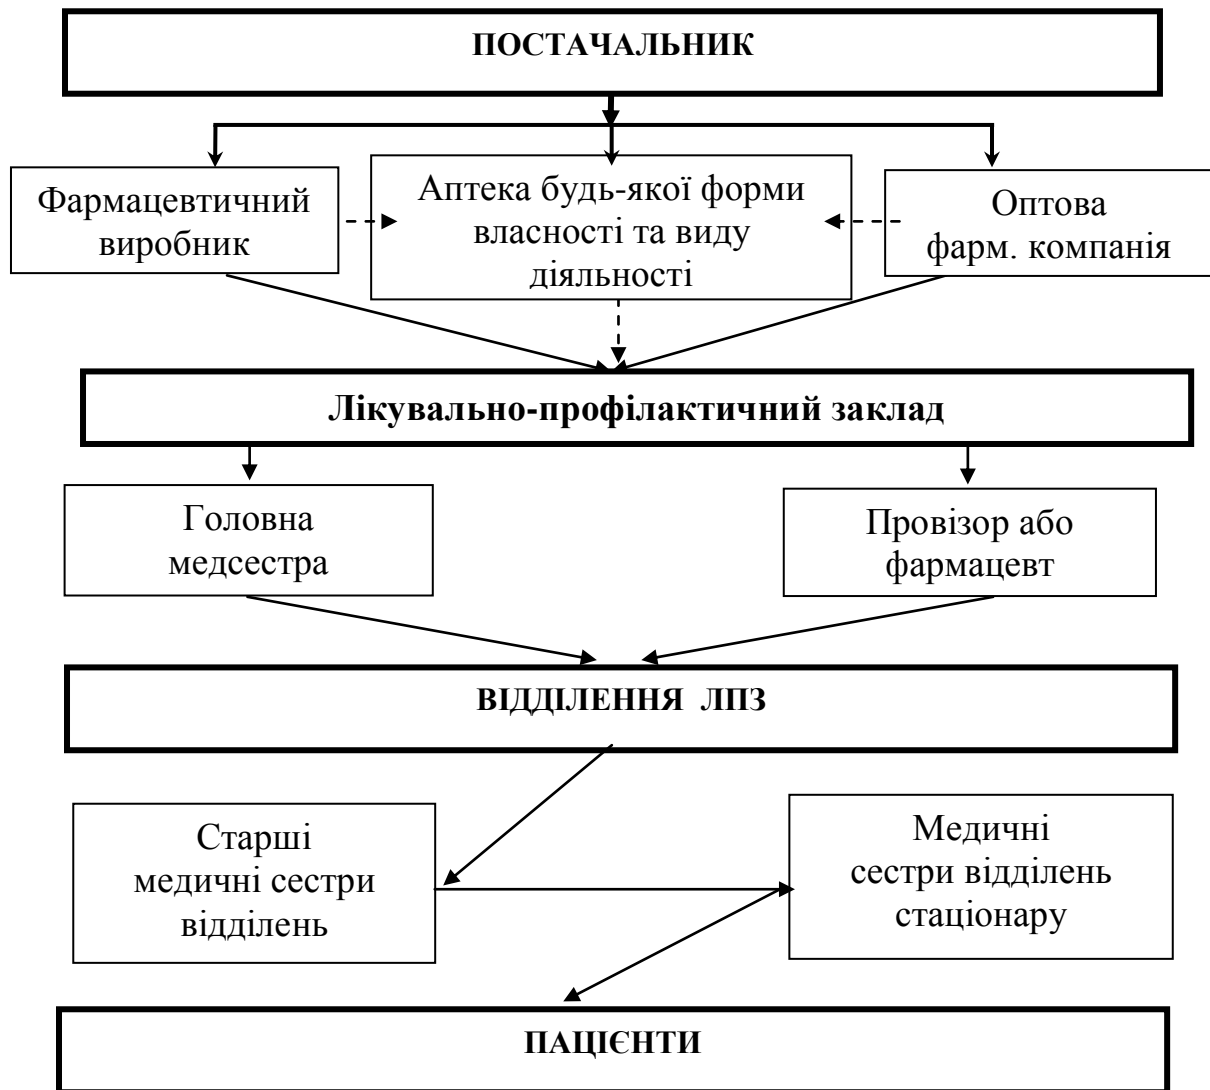 ПОСТАЧАЛЬНИК
Фармацевтичний
виробник
Аптека будь-якої форми
власності та виду
діяльності
Оптова
фарм. компанія
Лікувально-профілактичний заклад
Головна
медсестра
Провізор або
фармацевт
ВІДДІЛЕННЯ ЛПЗ
Старші
медичні сестри
відділень
Медичні
сестри відділень
стаціонару
ПАЦІЄНТИ